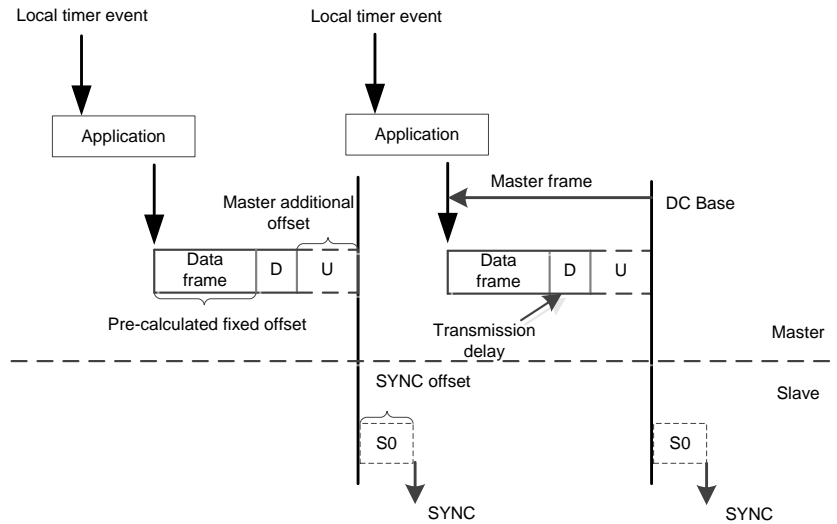 Local timer event
Local timer event
Application
Application
Master frame
DC Base
Master additional
offset
Data
frame
D
U
Data
frame
D
U
Pre-calculated fixed offset
Transmission
delay
Master
SYNC offset
Slave
S0
S0
SYNC
SYNC